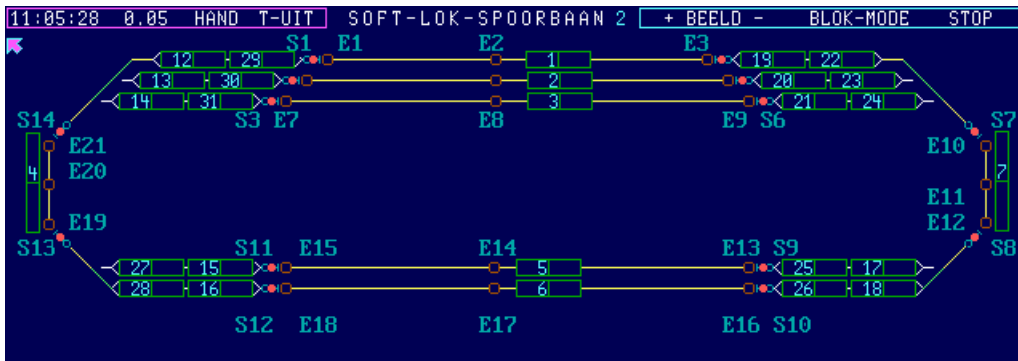 11:05:28 0.05 HAND T-UIT SOFT-LOK-SPOORBAAN 2 + BEELD - BLOK-MODE STOP
S1 E1 E2 E3
12 29 1 19 22
13 30 2 20 23
14 31 3 21 24
S14 S3 E7 E8 E9 S6 S7
E21 E10
4 E20 7
E11
E19 E12
S13 S11 E15 E14 E13 S9 S8
27 15 5 25 17
28 16 6 26 18
S12 E18 E17 E16 S10